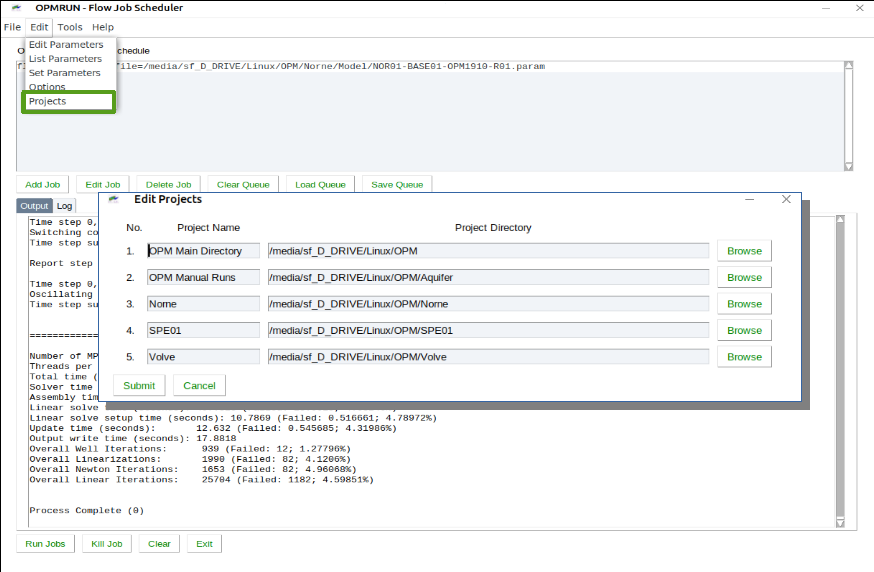 OPMRUN - Flow Job Scheduler
File Edit Tools Help
Edit Parameters
List Parameters
Set Parameters
Options
Projects
file=/media/sf_D_DRIVE/Linux/OPM/Norne/Model/NOR01-BASE01-OPM1910-R01.param
Add Job Edit Job Delete Job Clear Queue Load Queue Save Queue
Output Log
Time step 0,
Switching co
Time step su
Report step
Time step 0,
Oscillating
Time step su
============
Number of MP
Threads per
Total time (
Solver time
Assembly tim
Edit Projects
No. Project Name Project Directory
1. OPM Main Directory /media/sf_D_DRIVE/Linux/OPM Browse
2. OPM Manual Runs /media/sf_D_DRIVE/Linux/OPM/Aquifer Browse
3. Norne /media/sf_D_DRIVE/Linux/OPM/Norne Browse
4. SPE01 /media/sf_D_DRIVE/Linux/OPM/SPE01 Browse
5. Volve /media/sf_D_DRIVE/Linux/OPM/Volve Browse
Submit Cancel
Linear solve
Linear solve setup time (seconds): 10.7869 (Failed: 0.516661; 4.78972%)
Update time (seconds): 12.632 (Failed: 0.545685; 4.31986%)
Output write time (seconds): 17.8818
Overall Well Iterations: 939 (Failed: 12; 1.27796%)
Overall Linearizations: 1990 (Failed: 82; 4.1206%)
Overall Newton Iterations: 1653 (Failed: 82; 4.96068%)
Overall Linear Iterations: 25704 (Failed: 1182; 4.59851%)
Process Complete (0)
Run Jobs Kill Job Clear Exit